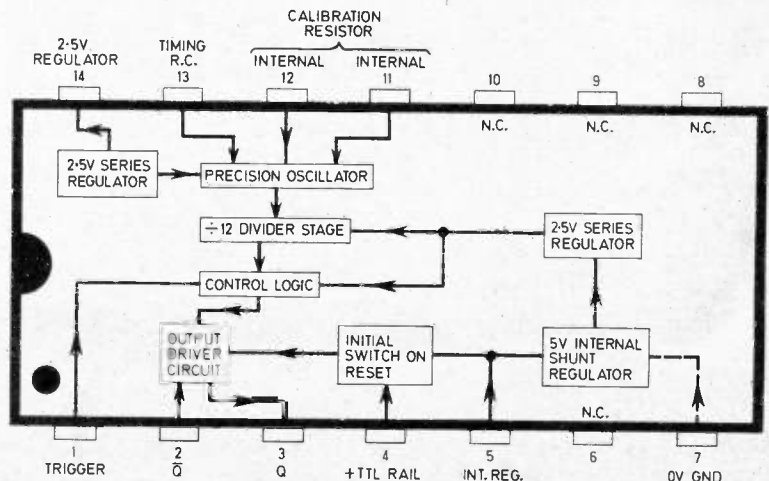 CALIBRATION
RESISTOR
2·5V
REGULATOR
14
TIMING
R.C.
13
INTERNAL
12
INTERNAL
11
10
9
8
N.C.
N.C.
N.C.
2·5V SERIES
REGULATOR
PRECISION OSCILLATOR
÷12 DIVIDER STAGE
2·5V SERIES
REGULATOR
CONTROL LOGIC
OUTPUT
DRIVER
CIRCUIT
INITIAL
SWITCH ON
RESET
5V INTERNAL
SHUNT
REGULATOR
N.C.
1
TRIGGER
2
Q̅
3
Q
4
+TTL RAIL
5
INT. REG.
6
7
0V GND